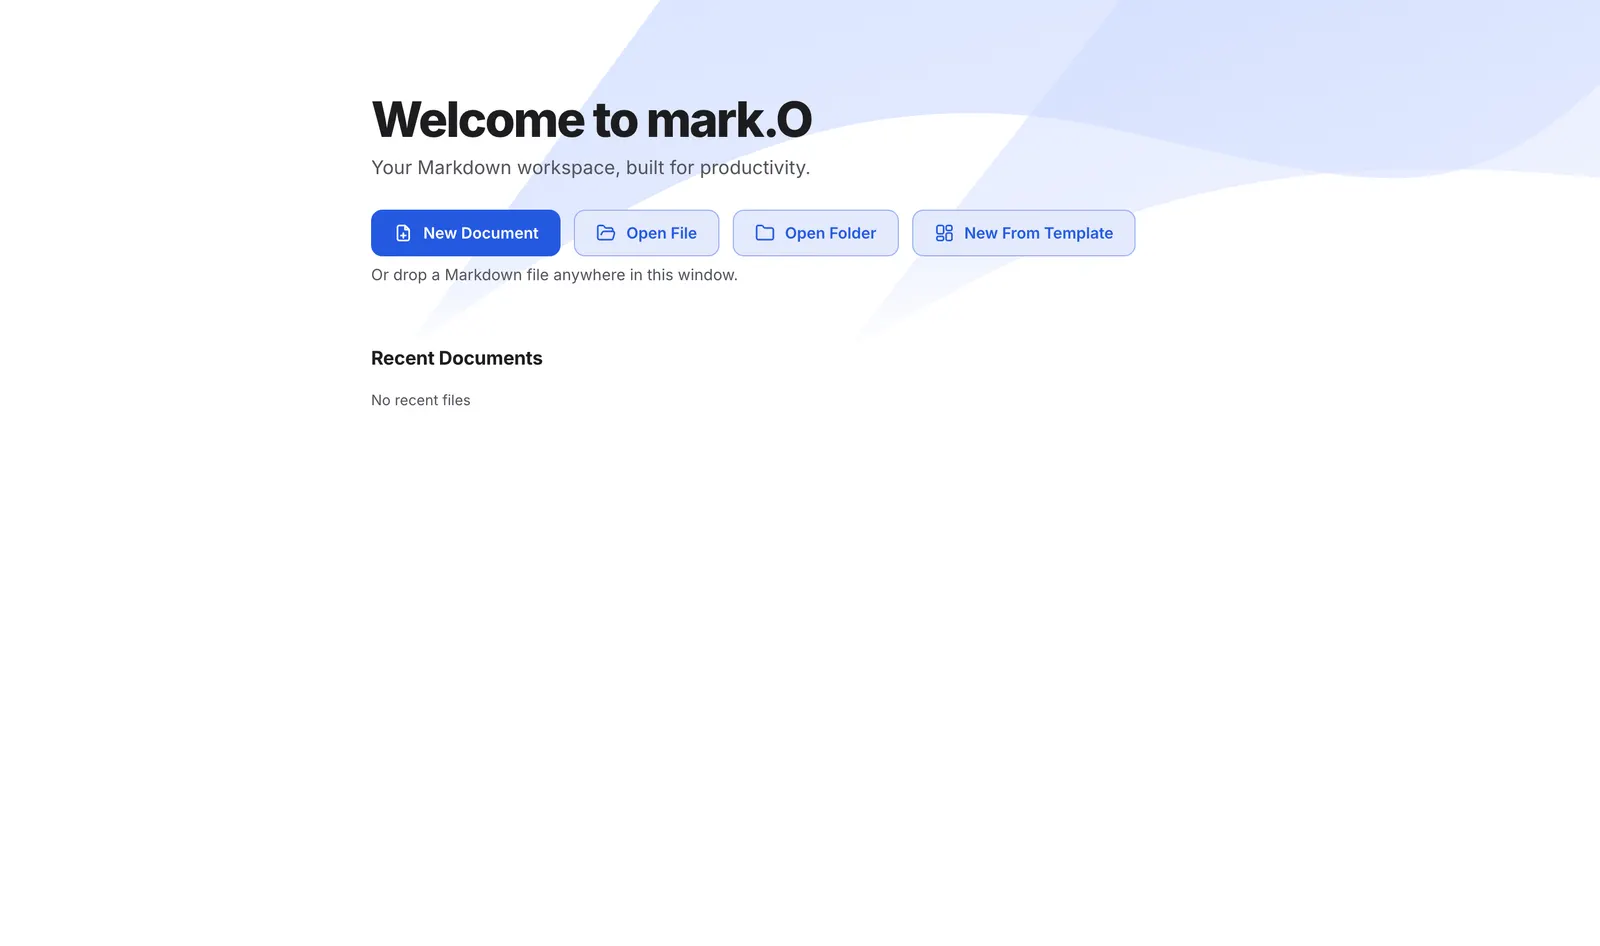 Welcome to mark.O
Your Markdown workspace, built for productivity.
New Document
Open File
Open Folder
New From Template
Or drop a Markdown file anywhere in this window.
Recent Documents
No recent files